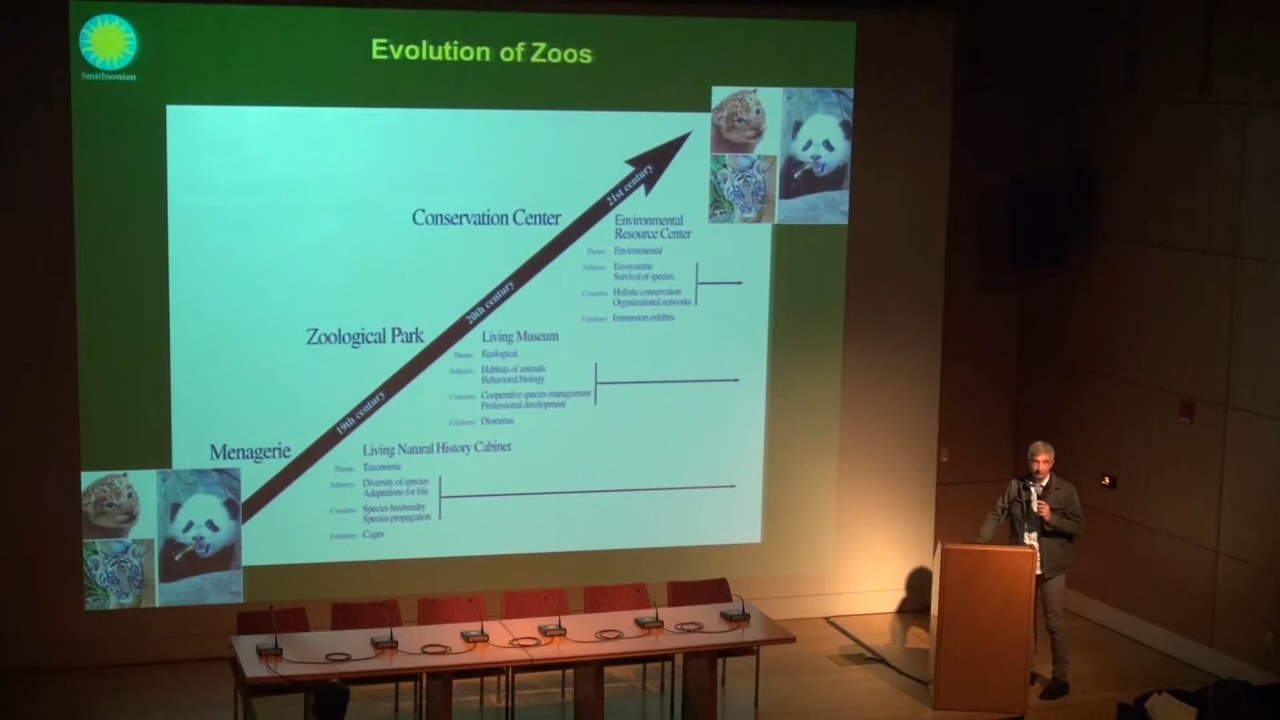 Smithsonian
Evolution of Zoos
21st century
Conservation Center
Environmental
Resource Center
Theme: Environmental
Subjects: Ecosystems
Survival of species
Concerns: Holistic conservation
Organizational networks
Exhibitory: Immersion exhibits
20th century
Zoological Park
Living Museum
Theme: Ecological
Subjects: Habitats of animals
Behavioral biology
Concerns: Cooperative species management
Professional development
Exhibitory: Dioramas
19th century
Menagerie
Living Natural History Cabinet
Theme: Taxonomic
Subjects: Diversity of species
Adaptations for life
Concerns: Species husbandry
Species propagation
Exhibitory: Cages